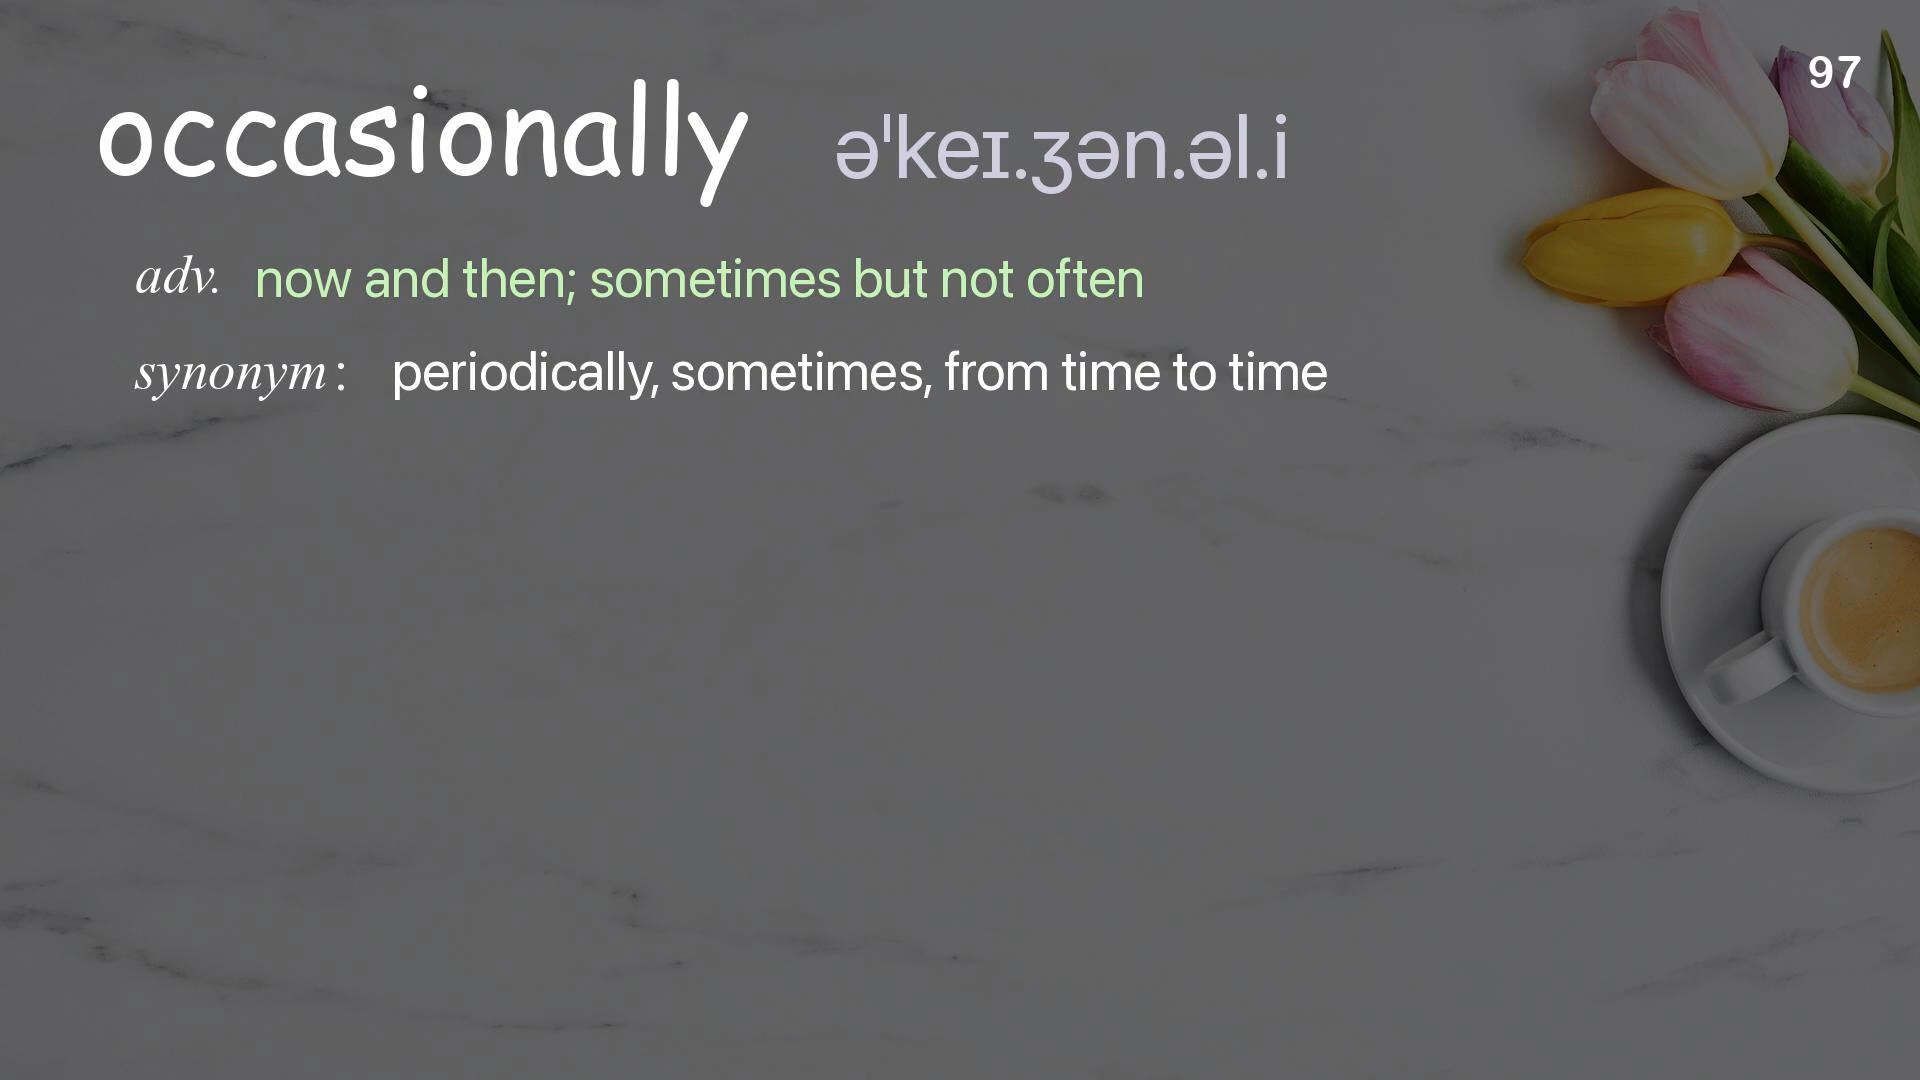 97
occasionally əˈkeɪ.ʒən.əl.i
adv. now and then; sometimes but not often
synonym: periodically, sometimes, from time to time